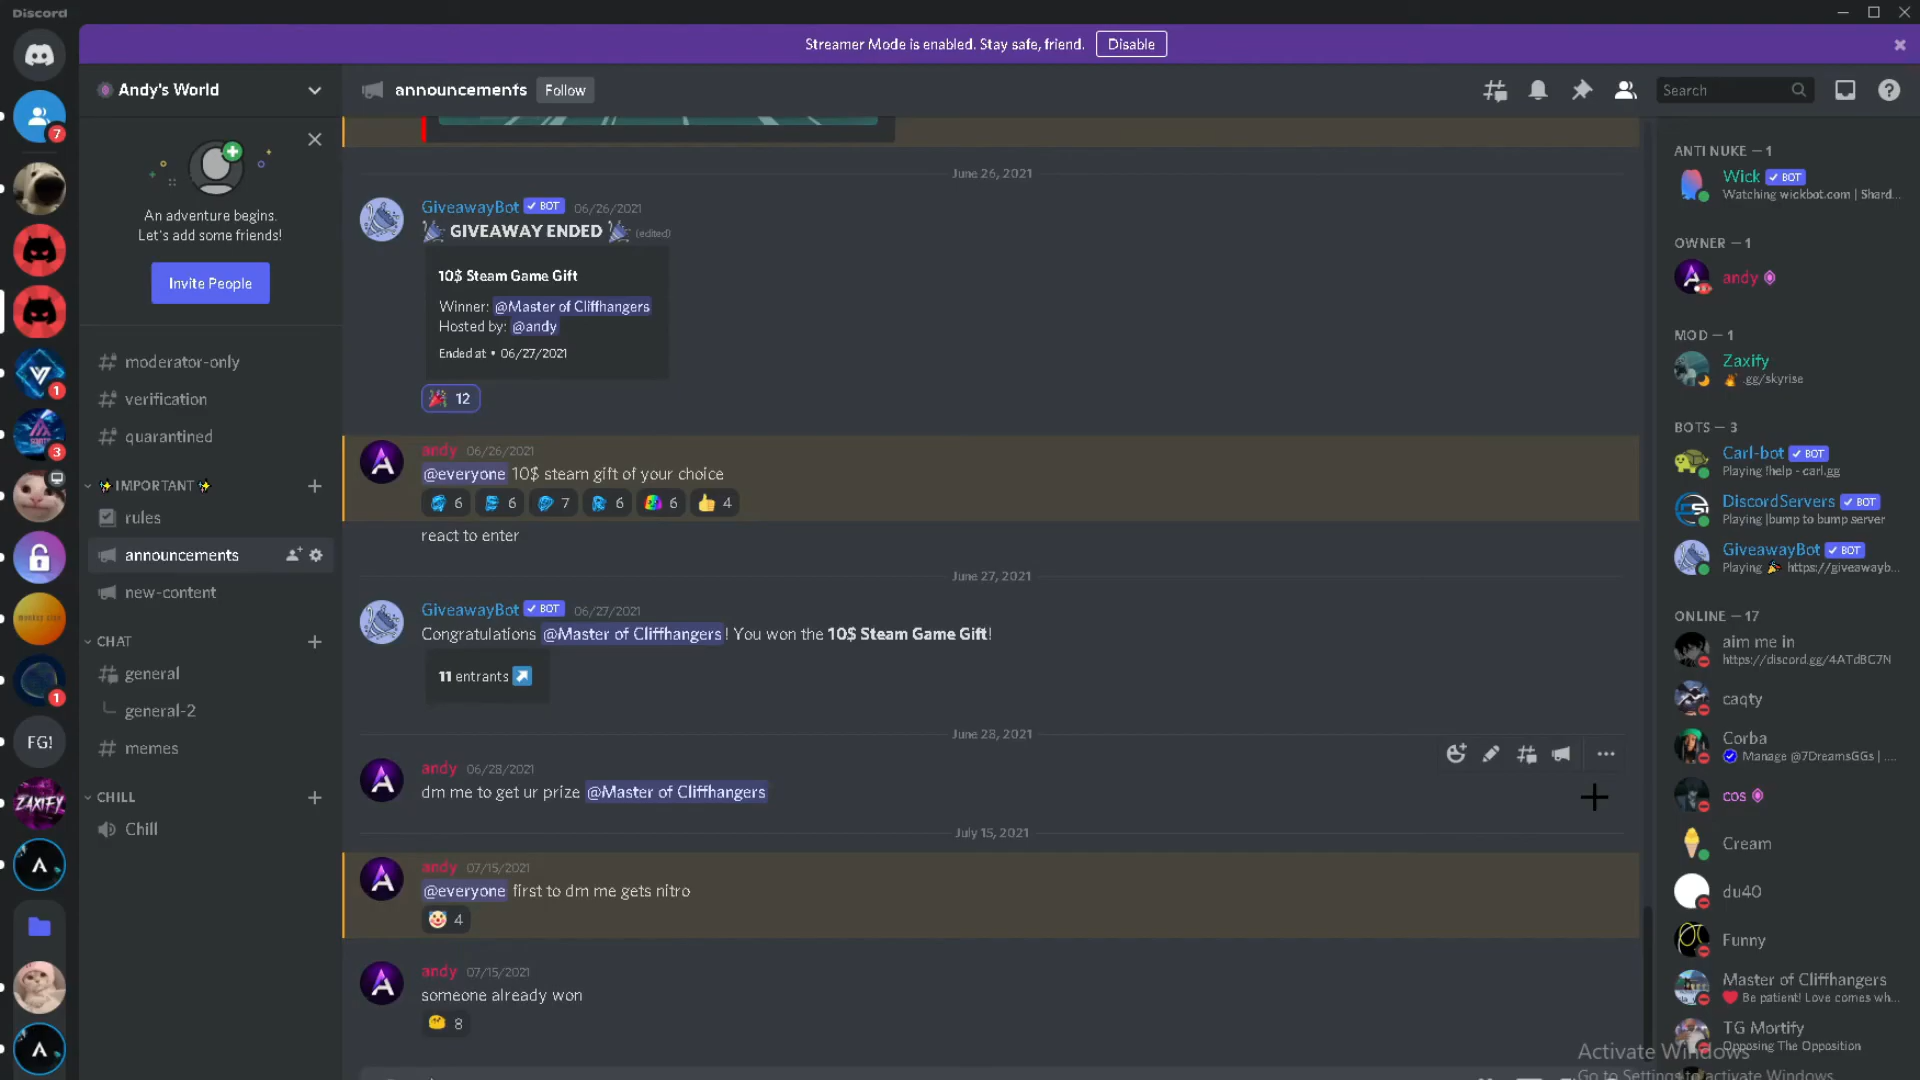 Discord
Streamer Mode is enabled. Stay safe, friend. Disable
Andy's World
announcements Follow
Search
7
An adventure begins.
Let's add some friends!
Invite People
moderator-only
verification
quarantined
✨IMPORTANT✨
rules
announcements
new-content
CHAT
general
general-2
memes
CHILL
Chill
1
3
1
FG!
ZAXIFY
June 26, 2021
GiveawayBot ✓ BOT 06/26/2021
🎉 GIVEAWAY ENDED 🎉 (edited)
10$ Steam Game Gift
Winner: @Master of Cliffhangers
Hosted by: @andy
Ended at • 06/27/2021
🎉 12
andy 06/26/2021
@everyone 10$ steam gift of your choice
6 6 7 6 6 👍 4
react to enter
June 27, 2021
GiveawayBot ✓ BOT 06/27/2021
Congratulations @Master of Cliffhangers! You won the 10$ Steam Game Gift!
11 entrants ↗
June 28, 2021
andy 06/28/2021
dm me to get ur prize @Master of Cliffhangers
July 15, 2021
andy 07/15/2021
@everyone first to dm me gets nitro
🤡 4
andy 07/15/2021
someone already won
8
ANTI NUKE — 1
Wick ✓ BOT
Watching wickbot.com | Shard...
OWNER — 1
andy
MOD — 1
Zaxify
🔥 .gg/skyrise
BOTS — 3
Carl-bot ✓ BOT
Playing !help - carl.gg
DiscordServers ✓ BOT
Playing |bump to bump server
GiveawayBot ✓ BOT
Playing 🎉 https://giveawayb...
ONLINE — 17
aim me in
https://discord.gg/4ATdBC7N
caqty
Corba
Manage @7DreamsGGs | ....
cos
Cream
du40
Funny
Master of Cliffhangers
❤ Be patient! Love comes wh...
TG Mortify
Opposing The Opposition
Activate Windows
Go to Settings to activate Windows.